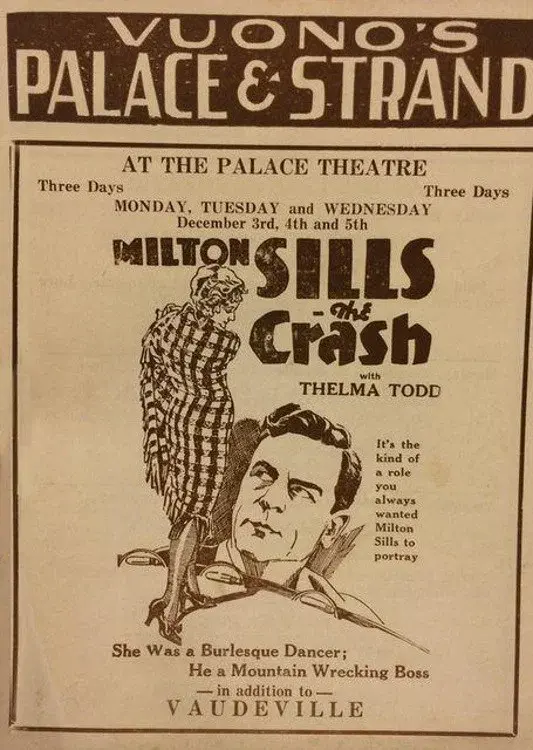 VUONO'S
PALACE & STRAND
AT THE PALACE THEATRE
Three Days
Three Days
MONDAY, TUESDAY and WEDNESDAY
December 3rd, 4th and 5th
MILTON SILLS
- The
Crash
with
THELMA TODD
It's the
kind of
a role
you
always
wanted
Milton
Sills to
portray
She Was a Burlesque Dancer;
He a Mountain Wrecking Boss
— in addition to —
VAUDEVILLE